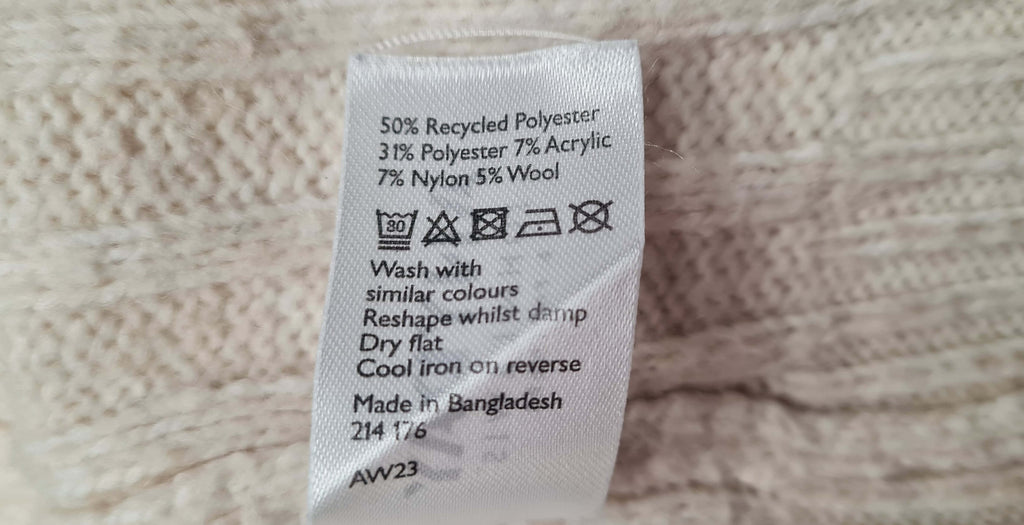 50% Recycled Polyester
31% Polyester 7% Acrylic
7% Nylon 5% Wool
30
Wash with
similar colours
Reshape whilst damp
Dry flat
Cool iron on reverse
Made in Bangladesh
214 176
AW23